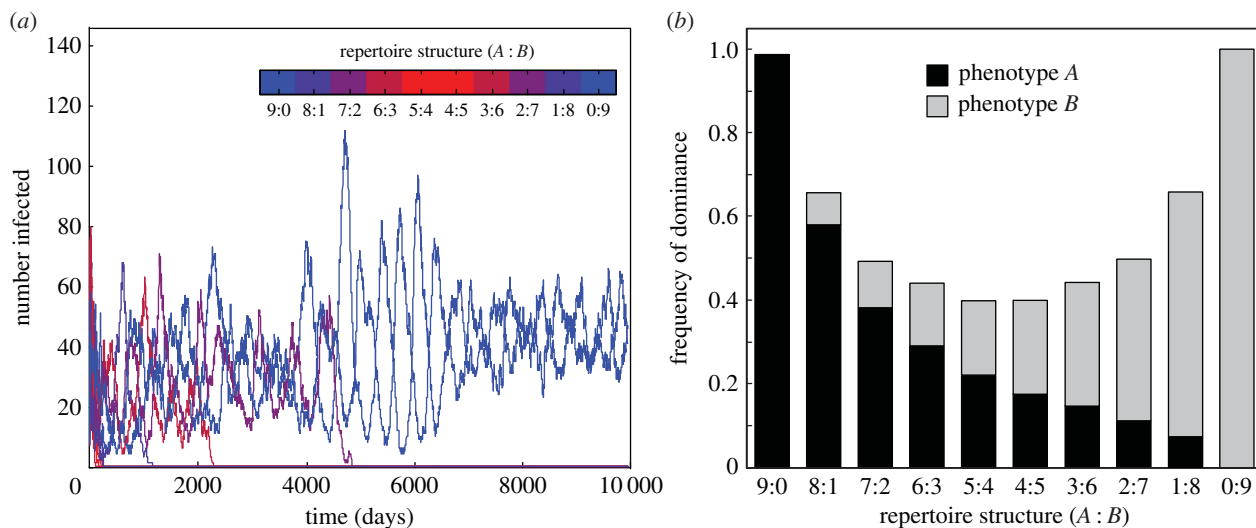 (a)
140
120
100
80
60
40
20
0
number infected
repertoire structure (A : B)
9:0 8:1 7:2 6:3 5:4 4:5 3:6 2:7 1:8 0:9
2000 4000 6000 8000 10 000
time (days)
(b)
1.0
0.8
0.6
0.4
0.2
0
frequency of dominance
phenotype A
phenotype B
9:0 8:1 7:2 6:3 5:4 4:5 3:6 2:7 1:8 0:9
repertoire structure (A : B)